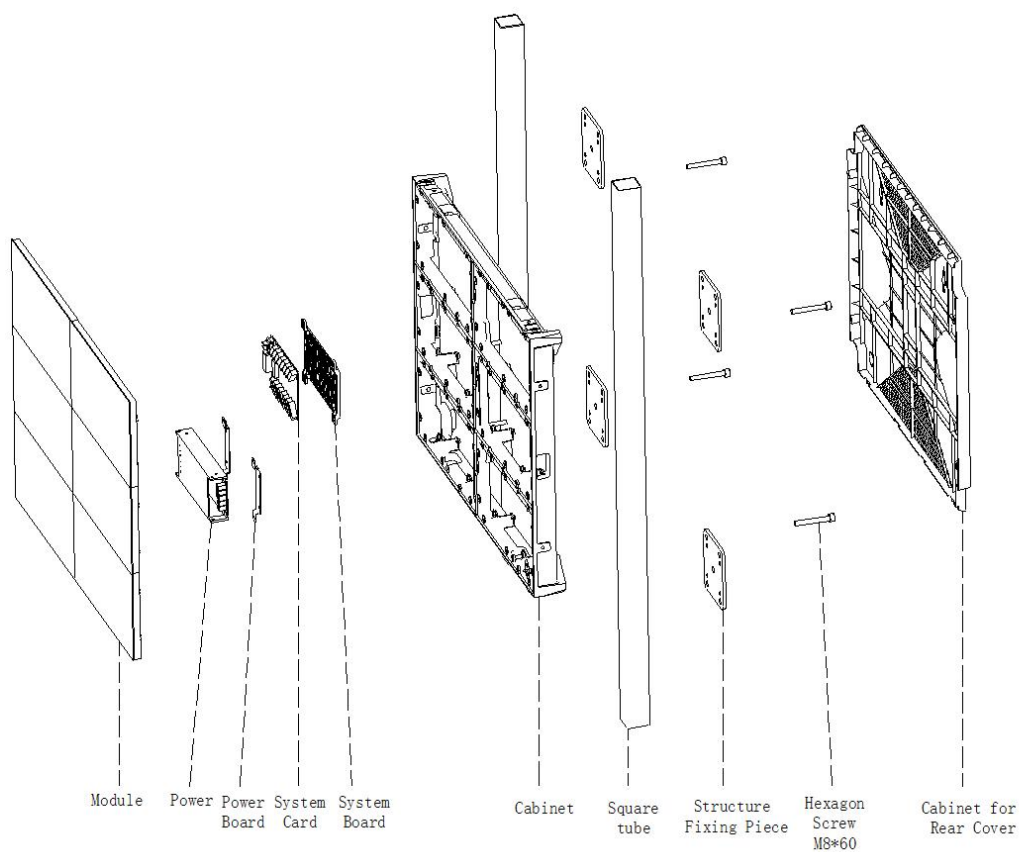 Module
Power
Power
Board
System
Card
System
Board
Cabinet
Square
tube
Structure
Fixing Piece
Hexagon
Screw
M8*60
Cabinet for
Rear Cover